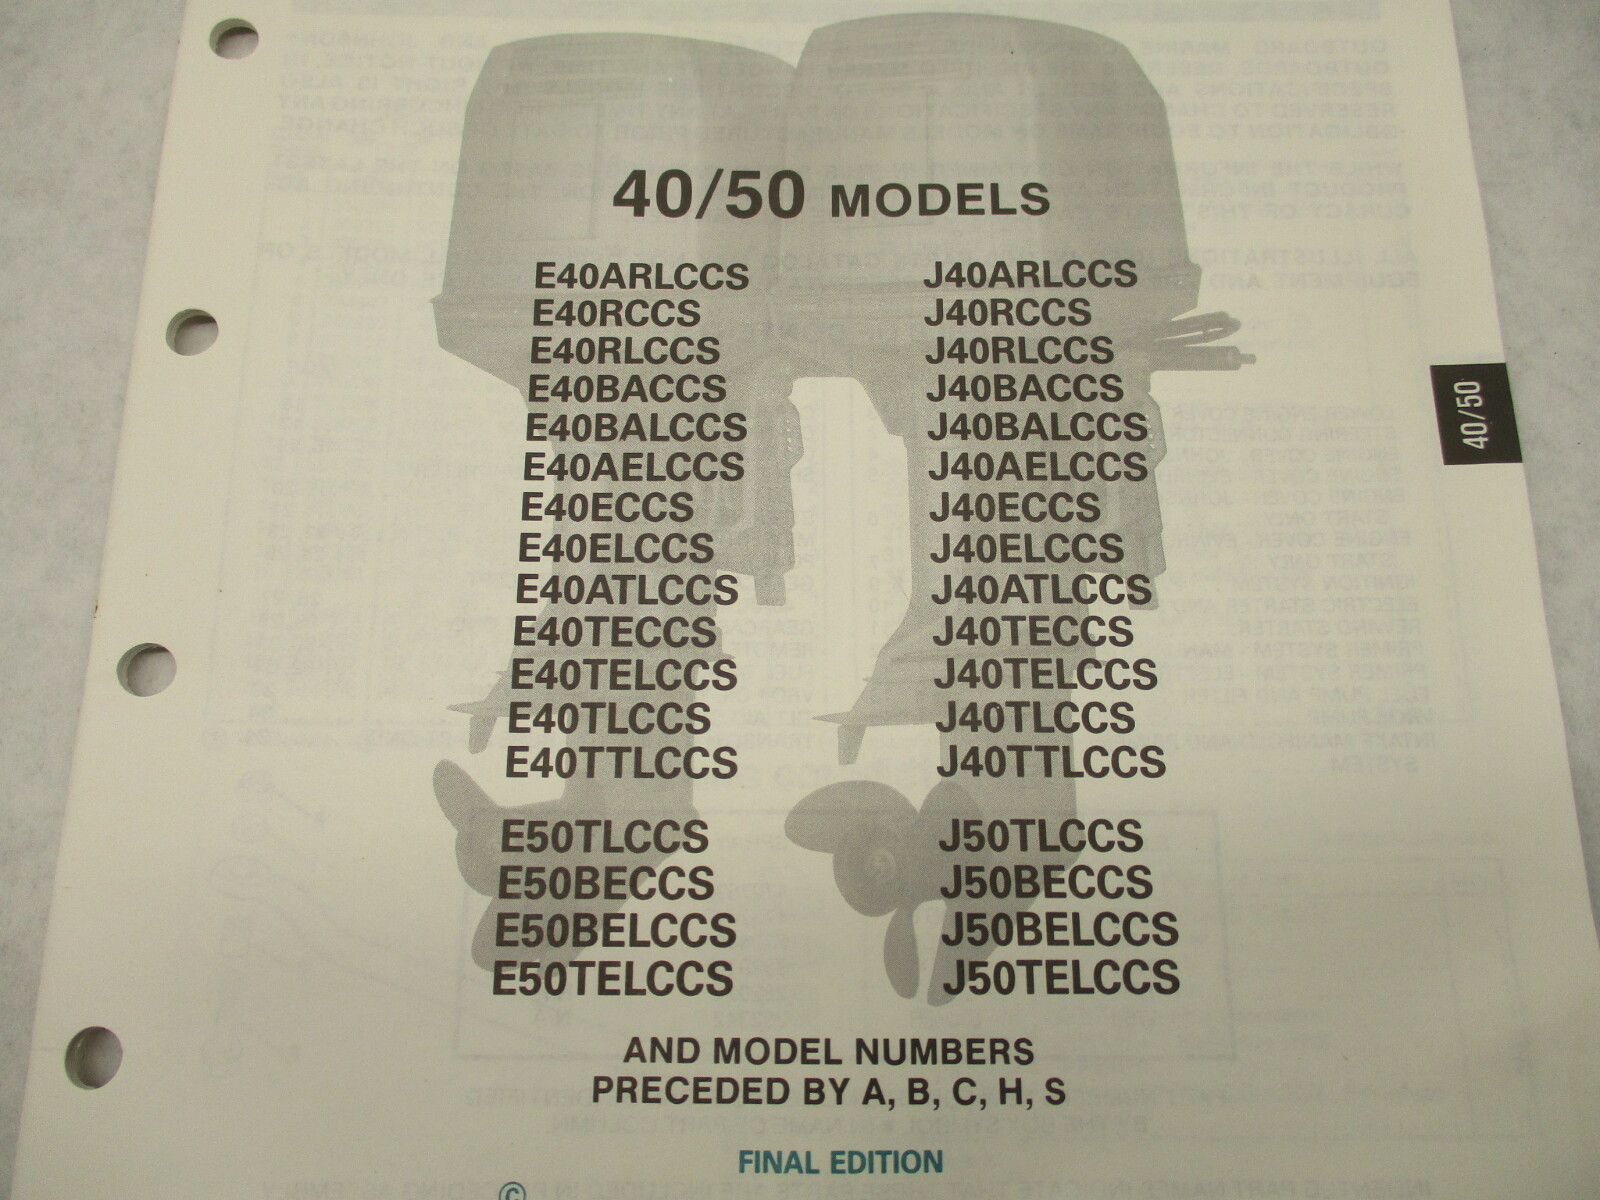 40/50 MODELS
E40ARLCCS J40ARLCCS
E40RCCS J40RCCS
E40RLCCS J40RLCCS
E40BACCS J40BACCS
E40BALCCS J40BALCCS
E40AELCCS J40AELCCS
E40ECCS J40ECCS
E40ELCCS J40ELCCS
E40ATLCCS J40ATLCCS
E40TECCS J40TECCS
E40TELCCS J40TELCCS
E40TLCCS J40TLCCS
E40TTLCCS J40TTLCCS
E50TLCCS J50TLCCS
E50BECCS J50BECCS
E50BELCCS J50BELCCS
E50TELCCS J50TELCCS
AND MODEL NUMBERS
PRECEDED BY A, B, C, H, S
FINAL EDITION
©
40/50